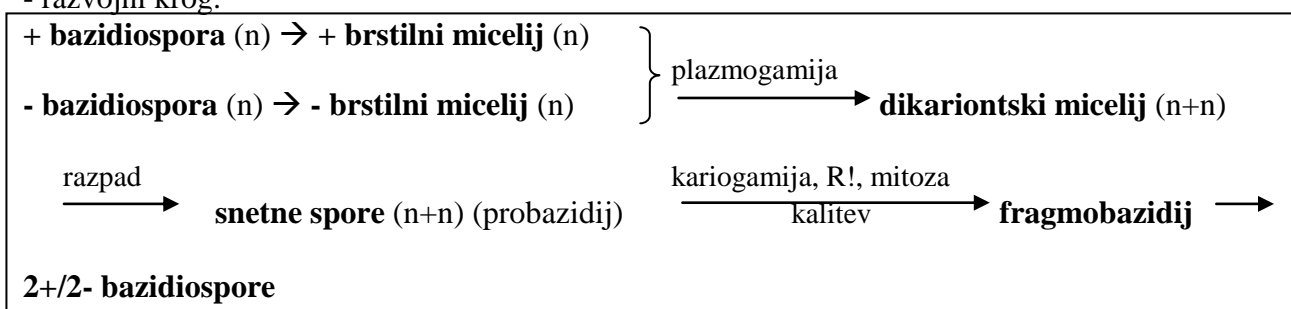 - razvojni krog:
+ bazidiospora (n) → + brstilni micelij (n)
plazmogamija
- bazidiospora (n) → - brstilni micelij (n)
dikariontski micelij (n+n)
razpad
kariogamija, R!, mitoza
snetne spore (n+n) (probazidij)
kalitev
fragmobazidij
2+/2- bazidiospore